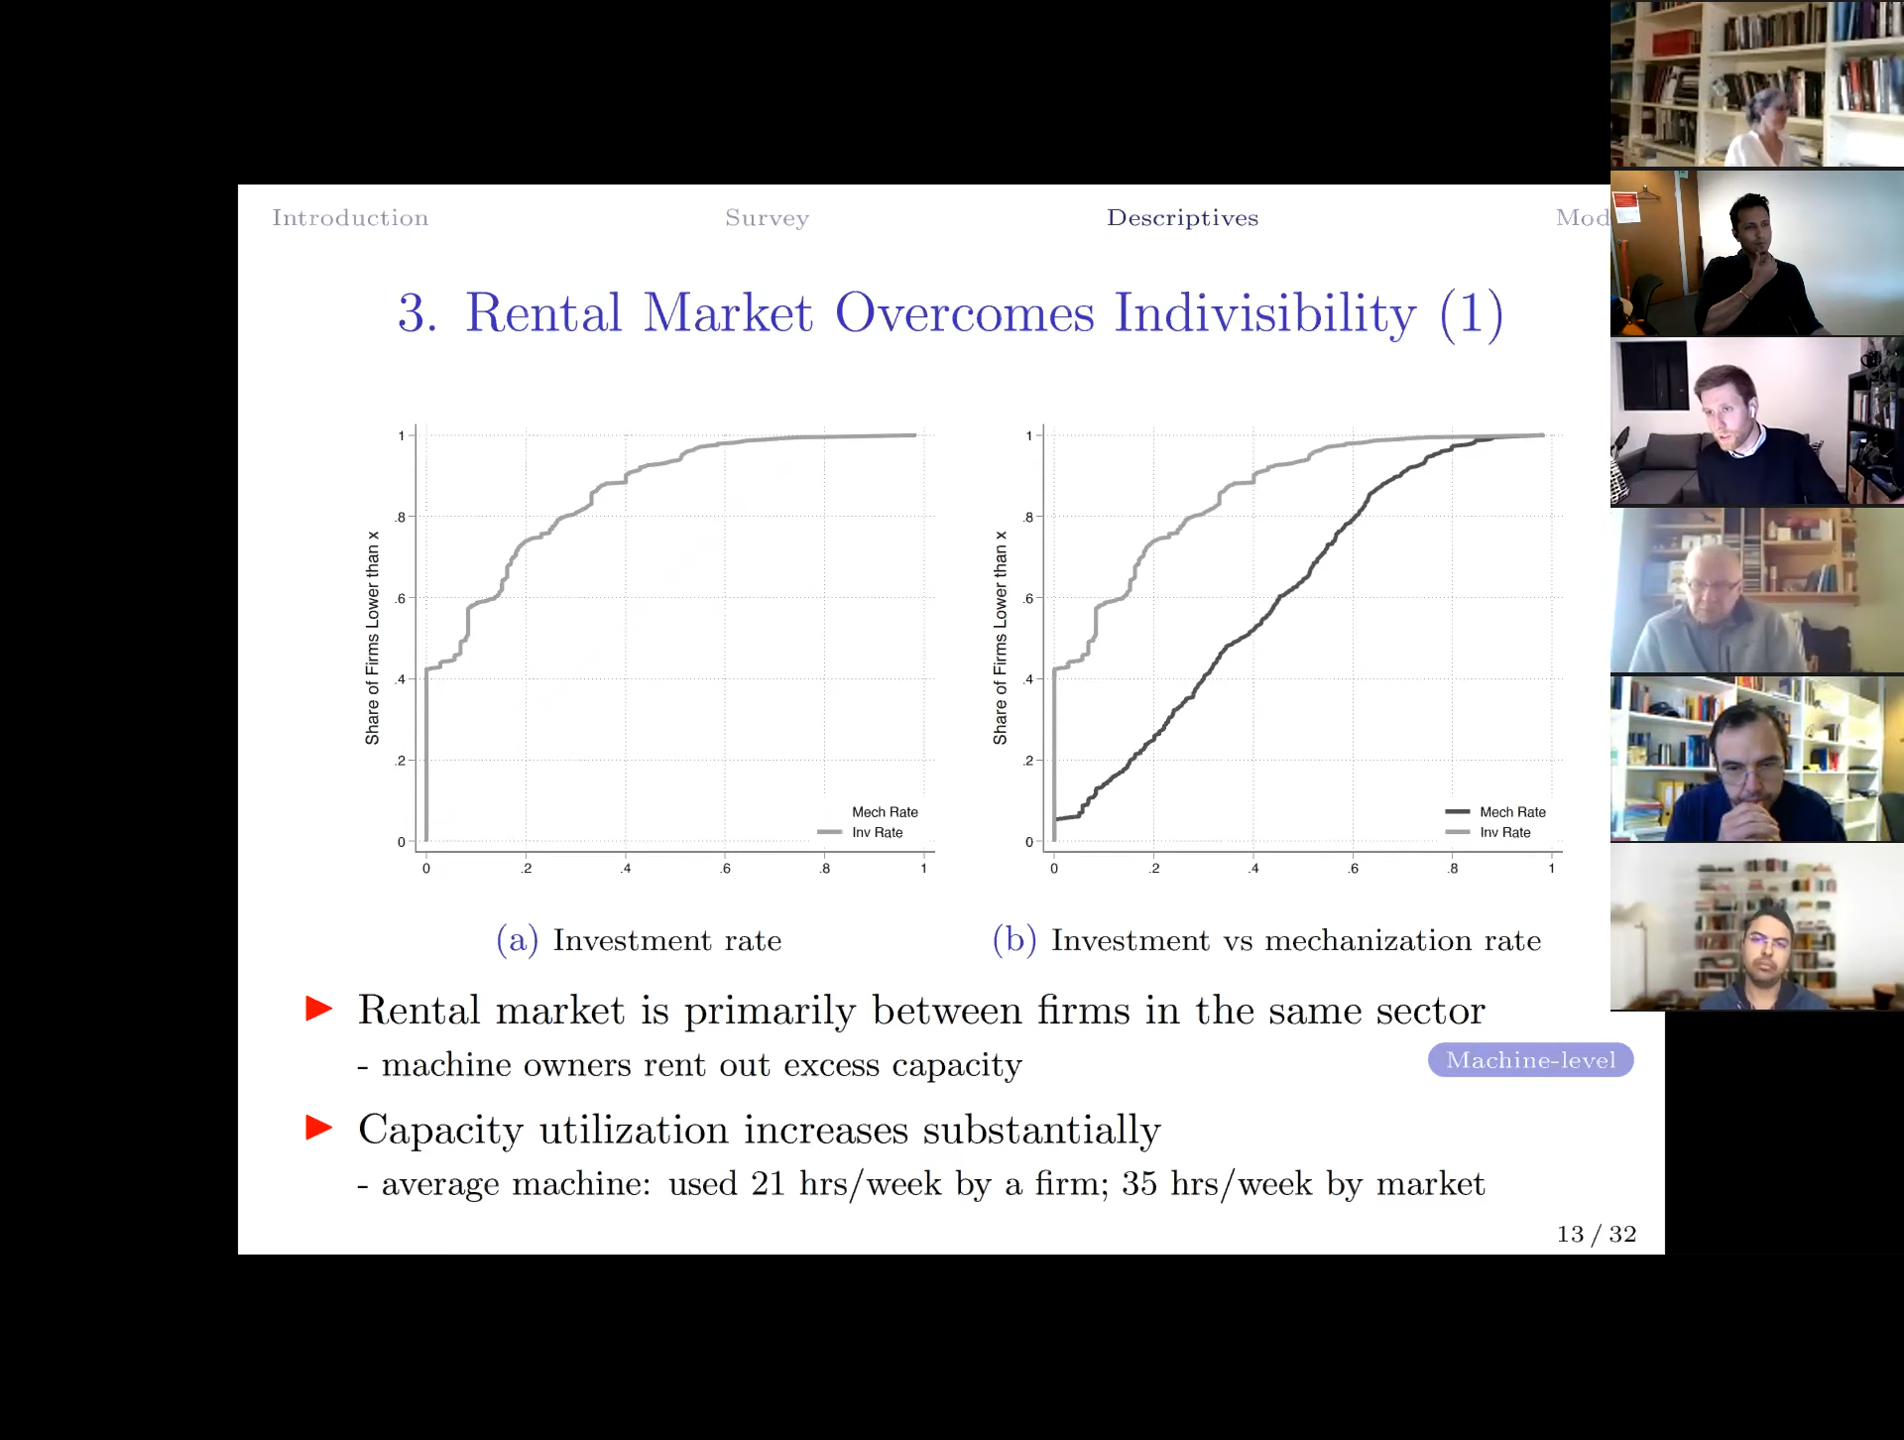 Introduction Survey Descriptives Mod
3. Rental Market Overcomes Indivisibility (1)
Share of Firms Lower than x
1
.8
.6
.4
.2
0
0 .2 .4 .6 .8 1
Mech Rate
Inv Rate
(a) Investment rate
Share of Firms Lower than x
1
.8
.6
.4
.2
0
0 .2 .4 .6 .8 1
Mech Rate
Inv Rate
(b) Investment vs mechanization rate
Rental market is primarily between firms in the same sector
- machine owners rent out excess capacity
Machine-level
Capacity utilization increases substantially
- average machine: used 21 hrs/week by a firm; 35 hrs/week by market
13 / 32